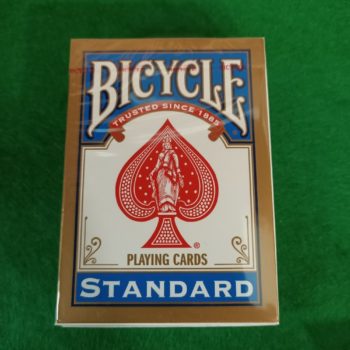 BICYCLE
TRUSTED SINCE 1885
®
PLAYING CARDS
STANDARD